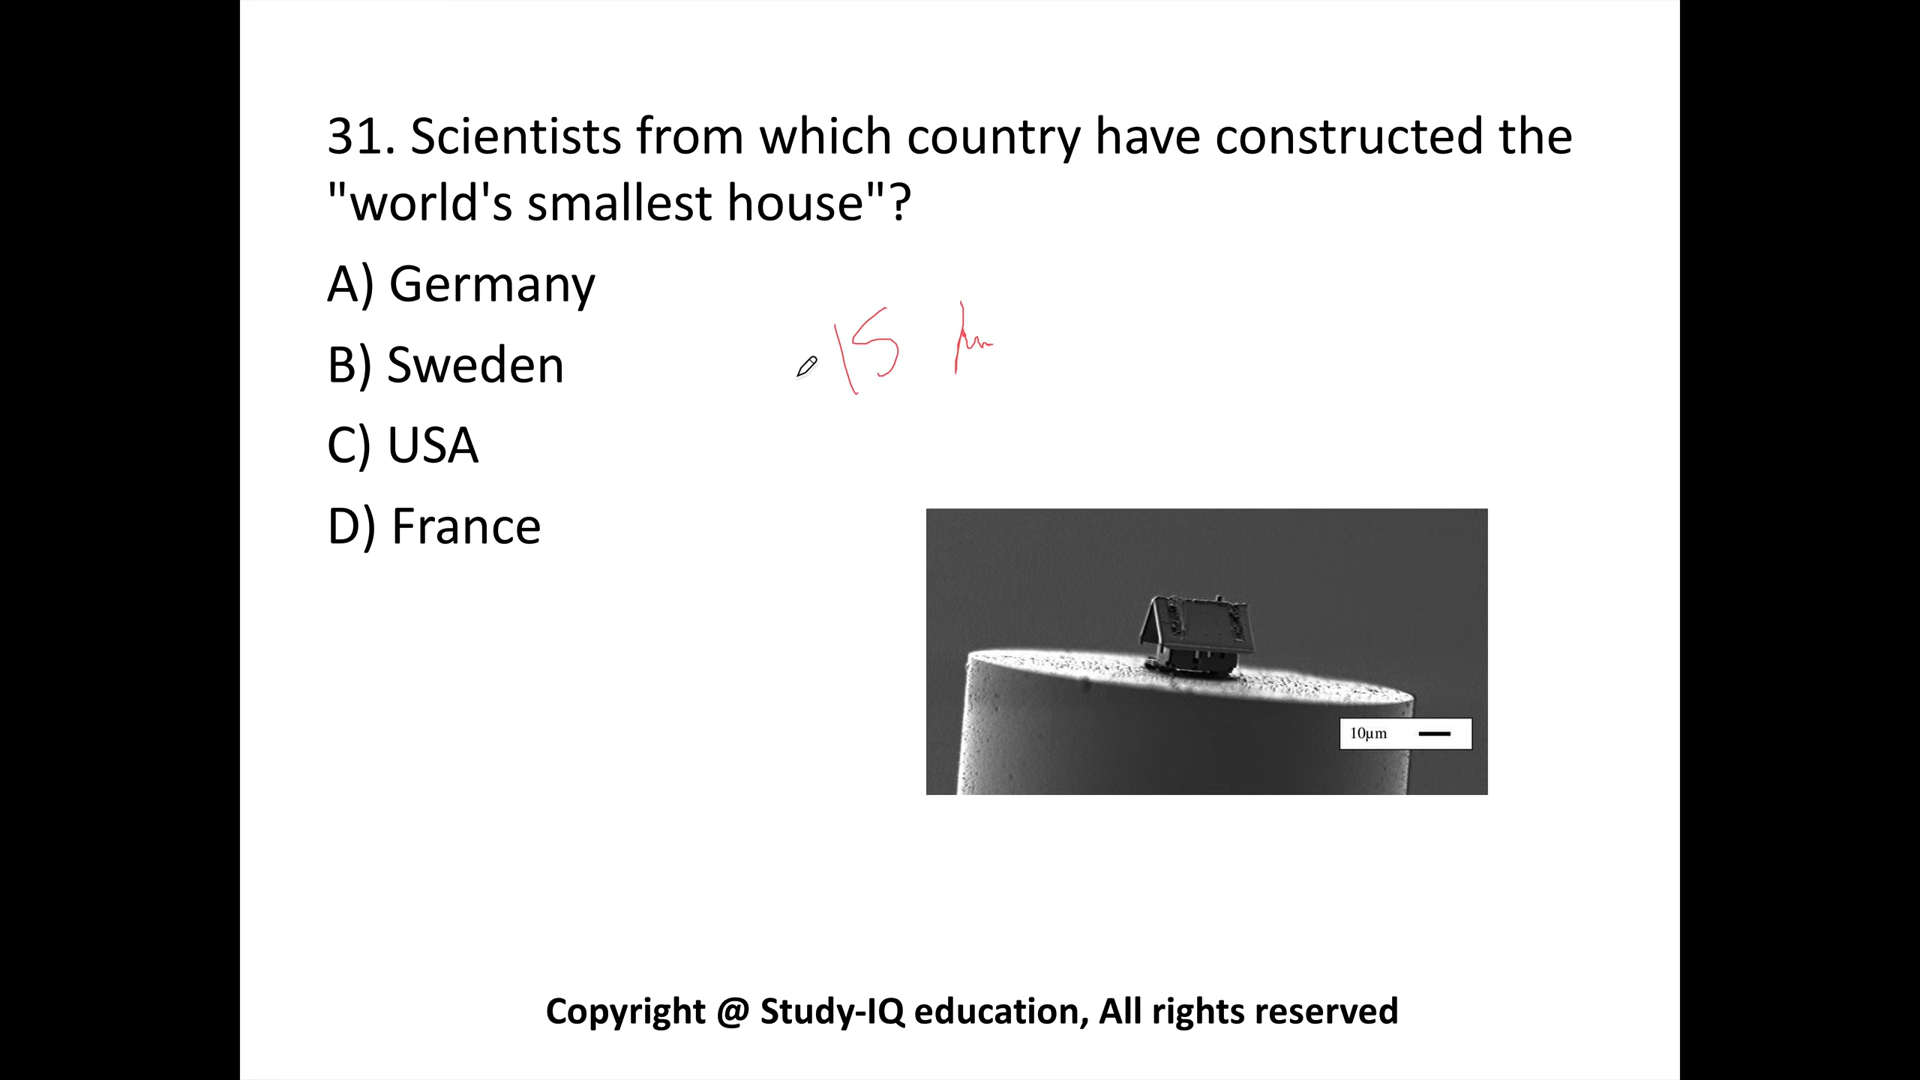 31. Scientists from which country have constructed the
"world's smallest house"?
A) Germany
B) Sweden
C) USA
D) France
15 μm
10μm
Copyright @ Study-IQ education, All rights reserved